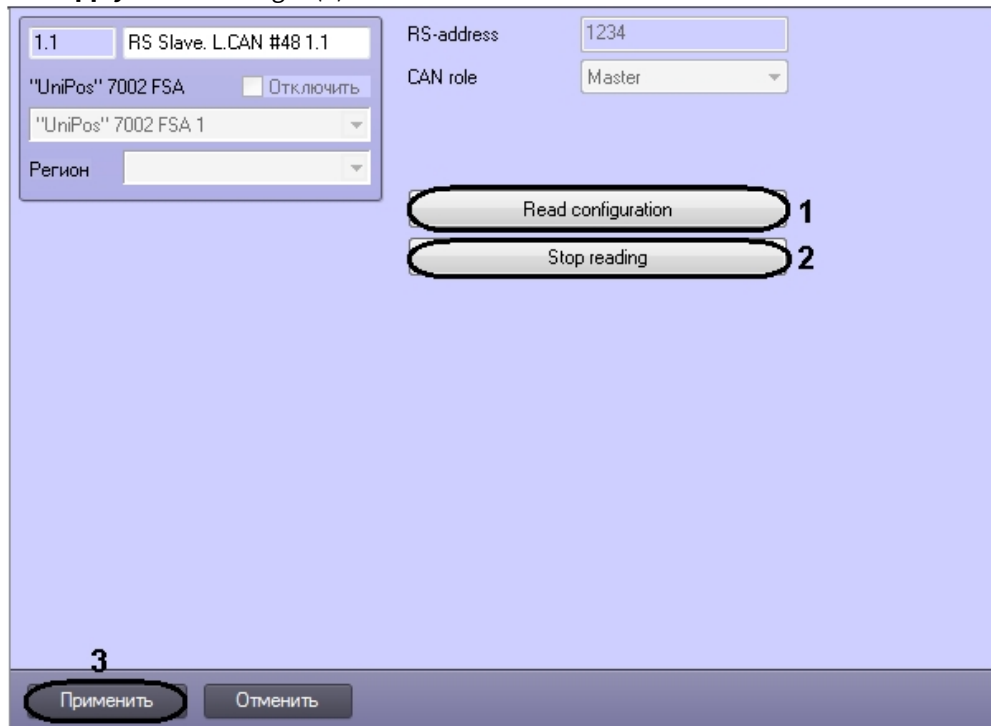 1.1 RS Slave. L.CAN #48 1.1
"UniPos" 7002 FSA Отключить
"UniPos" 7002 FSA 1
Регион
RS-address 1234
CAN role Master
Read configuration 1
Stop reading 2
3
Применить Отменить